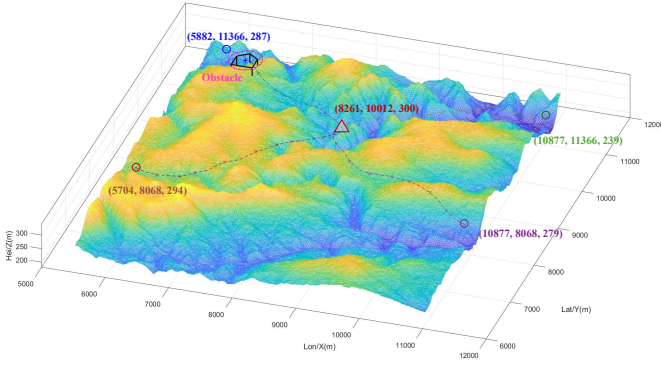 (5882, 11366, 287)
Obstacle
(8261, 10012, 300)
(10877, 11366, 239)
(5704, 8068, 294)
(10877, 8068, 279)
Hei/Z(m)
300
250
200
5000
6000
7000
8000
9000
10000
11000
12000
Lon/X(m)
6000
7000
8000
9000
10000
11000
12000
Lat/Y(m)